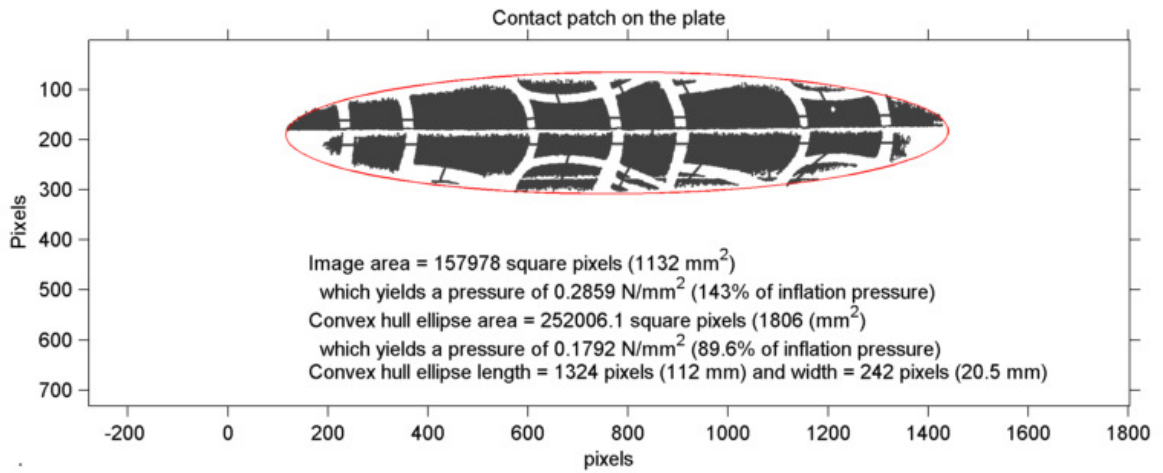 Contact patch on the plate
100
200
300
400
500
600
700
Pixels
Image area = 157978 square pixels (1132 mm²)
which yields a pressure of 0.2859 N/mm² (143% of inflation pressure)
Convex hull ellipse area = 252006.1 square pixels (1806 (mm²)
which yields a pressure of 0.1792 N/mm² (89.6% of inflation pressure)
Convex hull ellipse length = 1324 pixels (112 mm) and width = 242 pixels (20.5 mm)
-200 0 200 400 600 800 1000 1200 1400 1600 1800
pixels